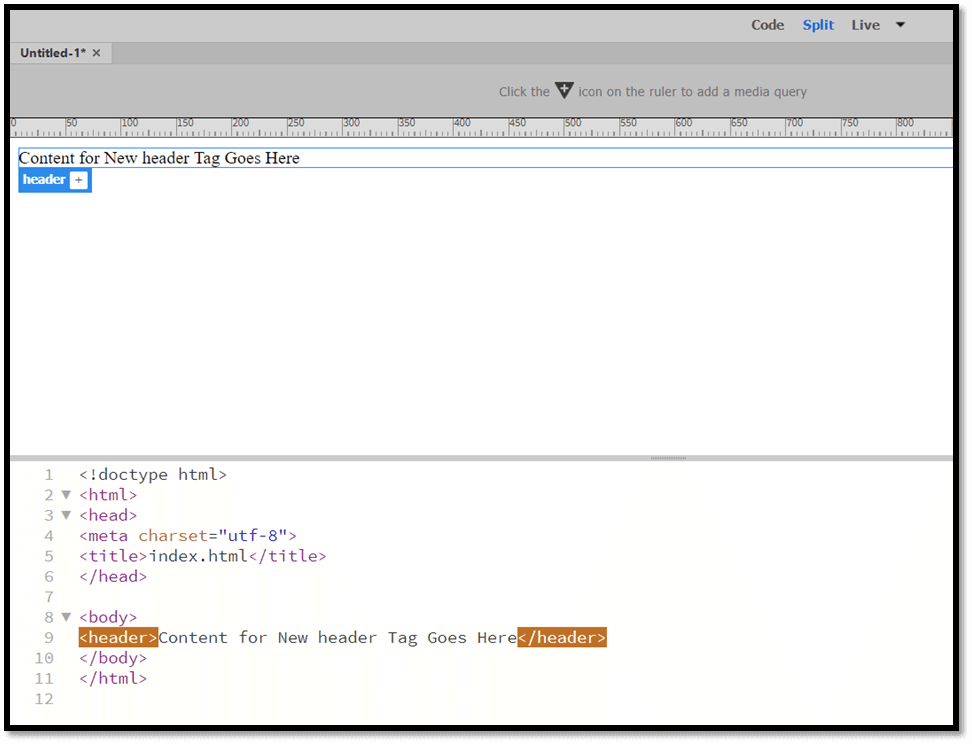 Code Split Live
Untitled-1* ×
Click the icon on the ruler to add a media query
0 50 100 150 200 250 300 350 400 450 500 550 600 650 700 750 800
Content for New header Tag Goes Here
header +
1 <!doctype html>
2 <html>
3 <head>
4 <meta charset="utf-8">
5 <title>index.html</title>
6 </head>
7
8 <body>
9 <header>Content for New header Tag Goes Here</header>
10 </body>
11 </html>
12